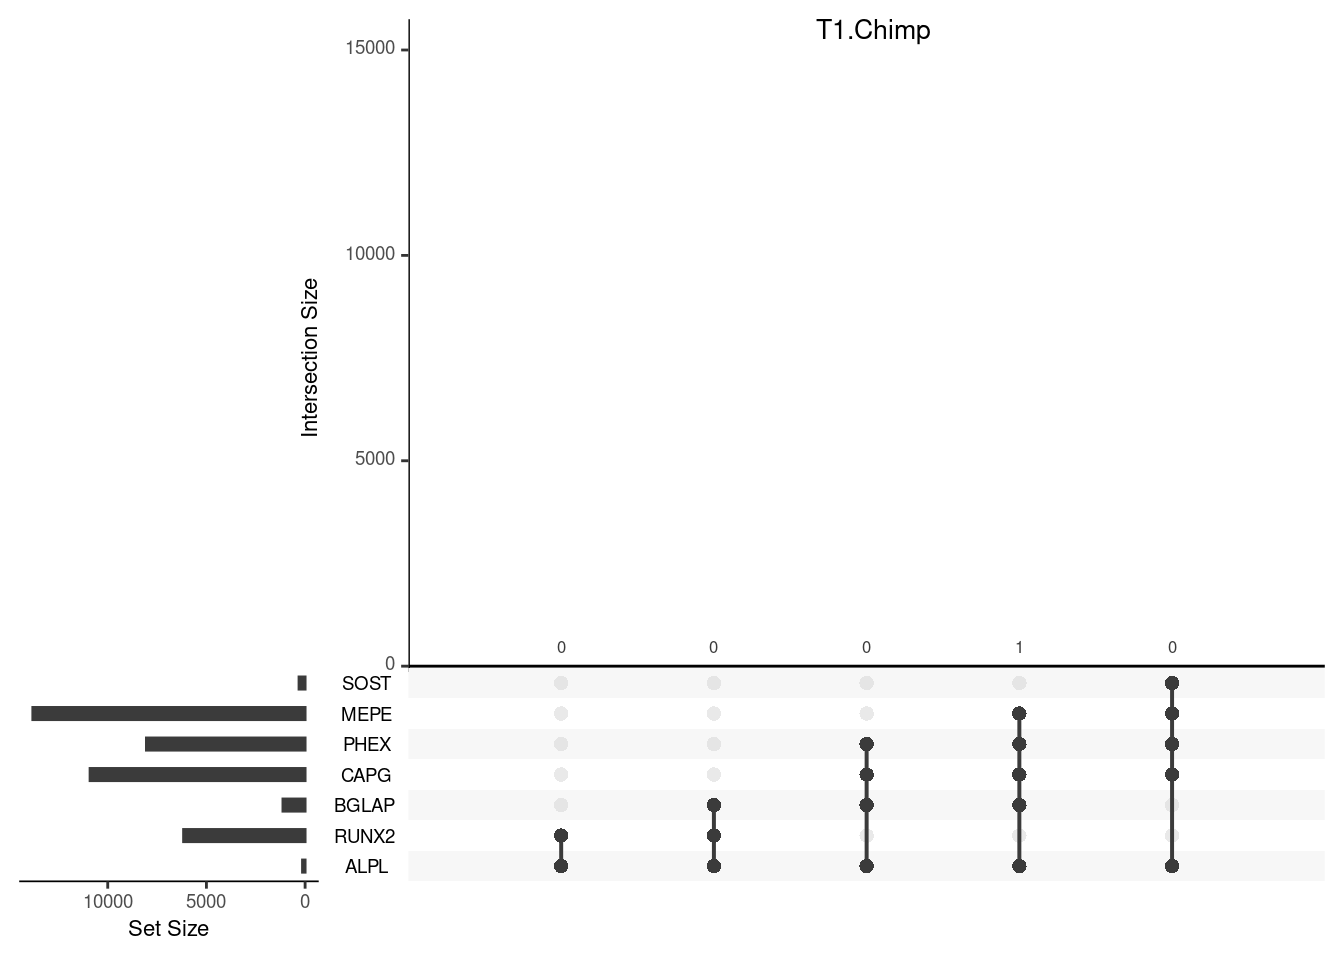 T1.Chimp
15000
10000
5000
0
Intersection Size
0 0 0 1 0
SOST
MEPE
PHEX
CAPG
BGLAP
RUNX2
ALPL
10000 5000 0
Set Size